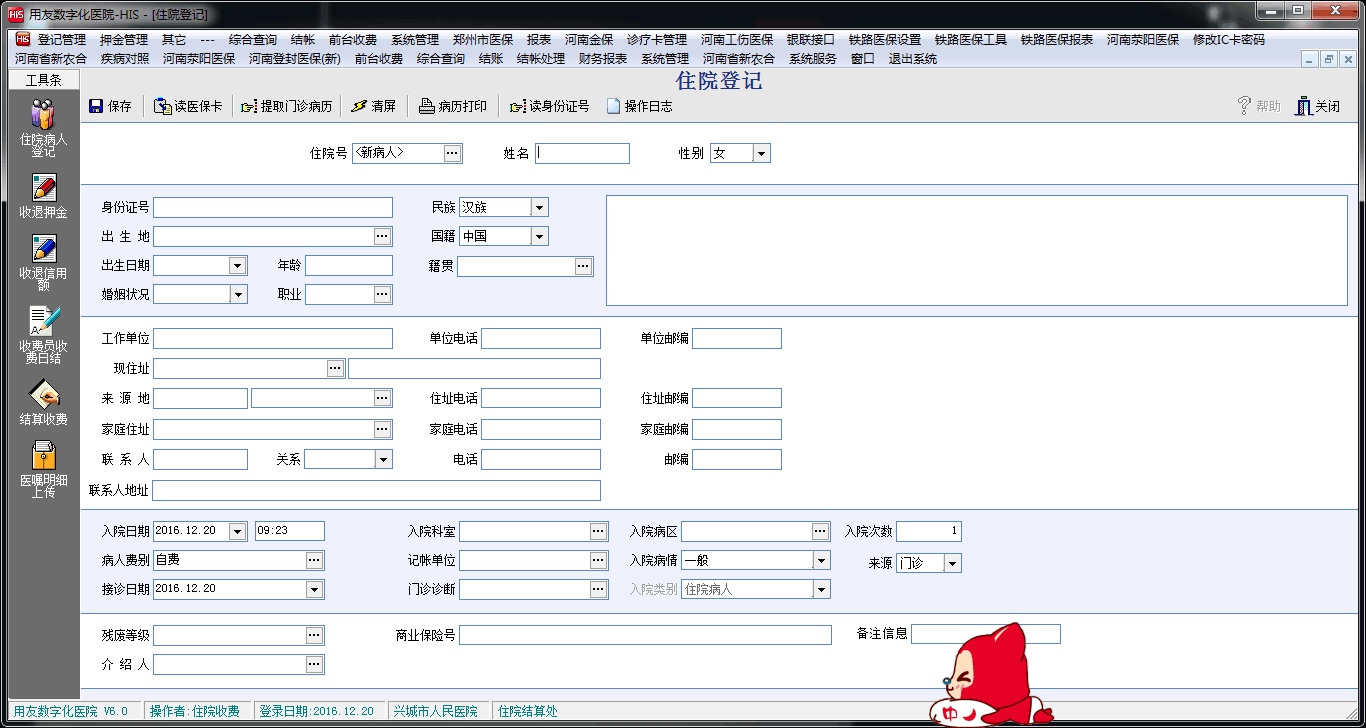 HIS 用友数字化医院-HIS - [住院登记]
HIS 登记管理 押金管理 其它 --- 综合查询 结帐 前台收费 系统管理 郑州市医保 报表 河南金保 诊疗卡管理 河南工伤医保 银联接口 铁路医保设置 铁路医保工具 铁路医保报表 河南荥阳医保 修改IC卡密码
河南省新农合 疾病对照 河南荥阳医保 河南登封医保(新) 前台收费 综合查询 结账 结帐处理 财务报表 系统管理 河南省新农合 系统服务 窗口 退出系统
工具条
住院登记
保存 读医保卡 提取门诊病历 清屏 病历打印 读身份证号 操作日志 帮助 关闭
住院病人
登记
收退押金
收退信用
额
收费员收
费日结
结算收费
医嘱明细
上传
住院号 <新病人> 姓名 性别 女
身份证号 民族 汉族
出 生 地 国籍 中国
出生日期 年龄 籍贯
婚姻状况 职业
工作单位 单位电话 单位邮编
现住址
来 源 地 住址电话 住址邮编
家庭住址 家庭电话 家庭邮编
联 系 人 关系 电话 邮编
联系人地址
入院日期 2016.12.20 09:23 入院科室 入院病区 入院次数 1
病人费别 自费 记帐单位 入院病情 一般 来源 门诊
接诊日期 2016.12.20 门诊诊断 入院类别 住院病人
残废等级 商业保险号 备注信息
介 绍 人
中
用友数字化医院 V6.0 操作者:住院收费 登录日期:2016.12.20 兴城市人民医院 住院结算处